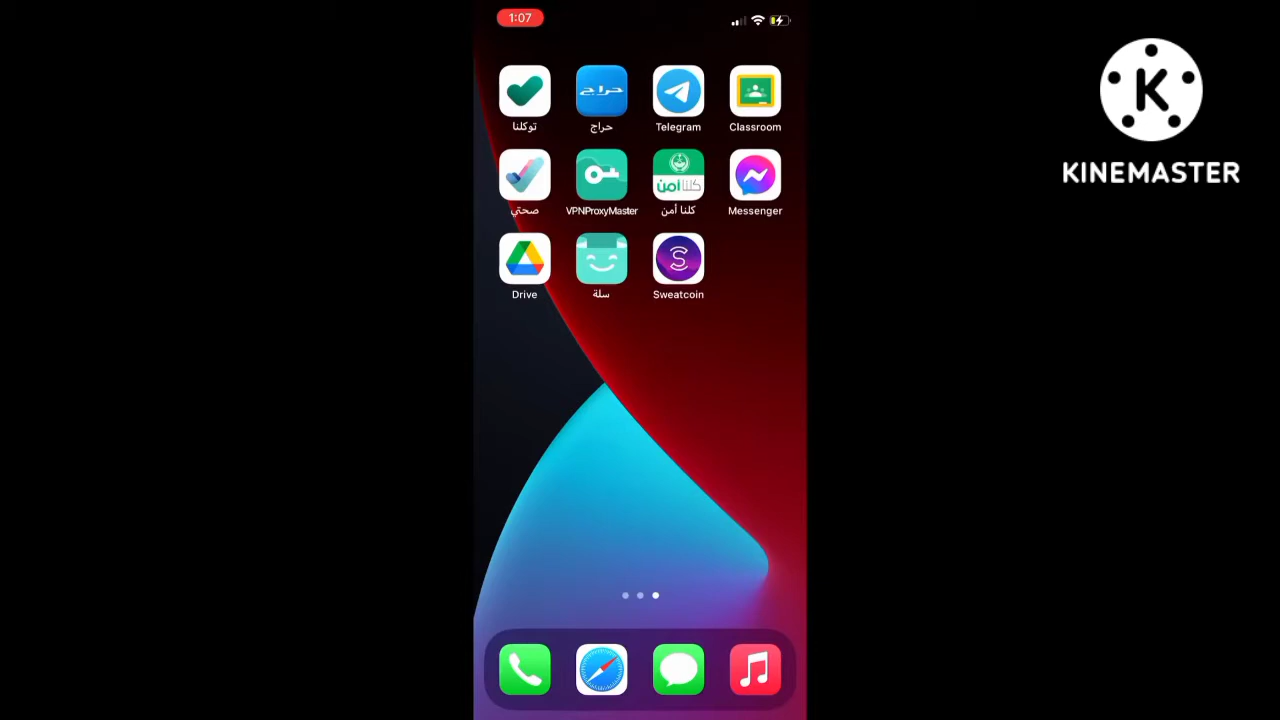 1:07
توكلنا
حراج
حراج
Telegram
Classroom
صحتي
VPNProxyMaster
كلنا أمن
كلنا أمن
Messenger
Drive
سلة
Sweatcoin
K
KINEMASTER